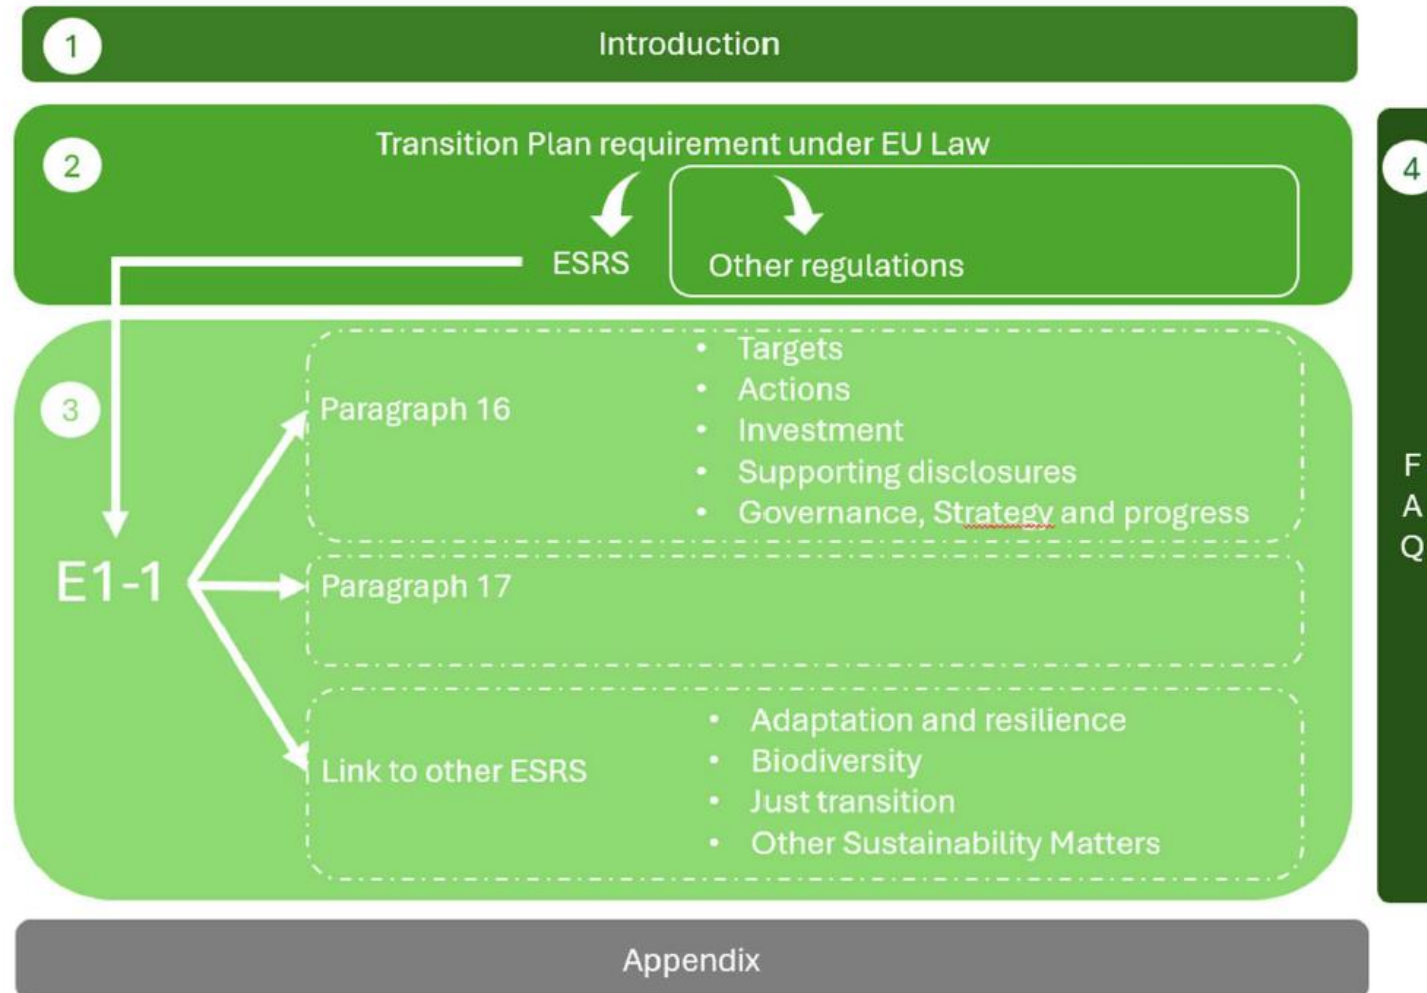 1
Introduction
2
Transition Plan requirement under EU Law
ESRS
Other regulations
3
E1-1
Paragraph 16
• Targets
• Actions
• Investment
• Supporting disclosures
• Governance, Strategy and progress
Paragraph 17
Link to other ESRS
• Adaptation and resilience
• Biodiversity
• Just transition
• Other Sustainability Matters
4
F
A
Q
Appendix